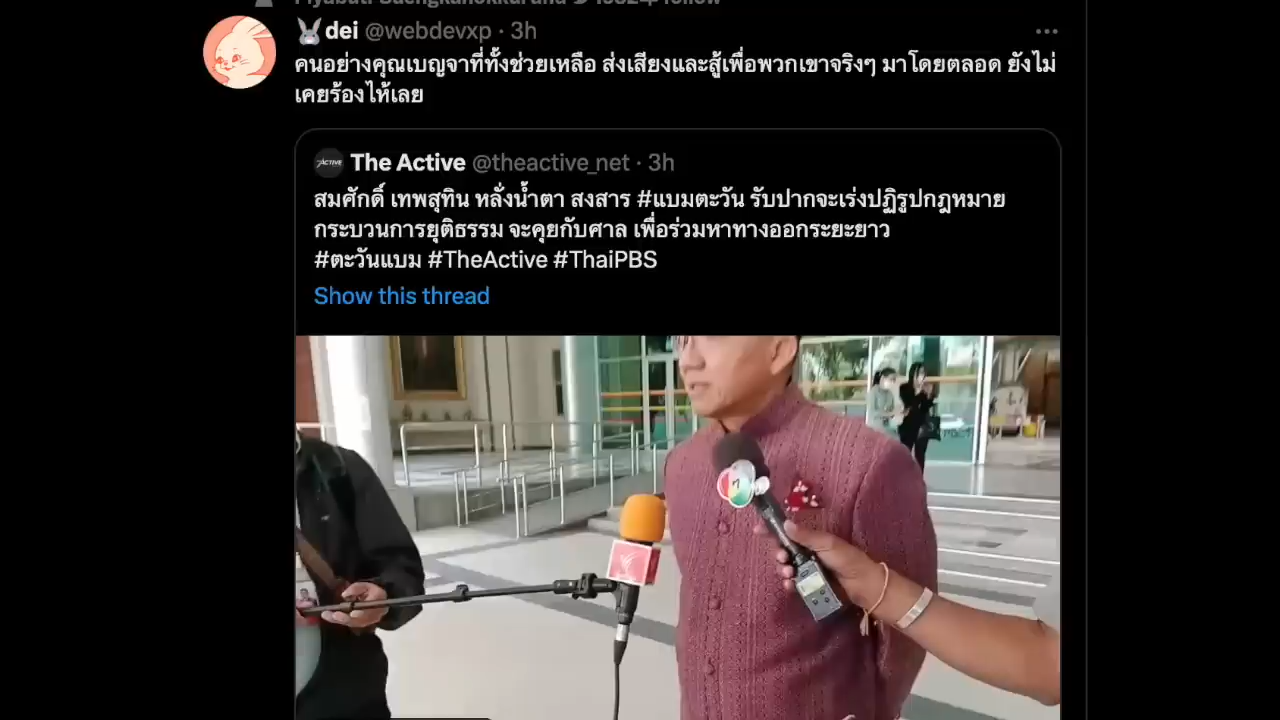 dei @webdevxp · 3h
คนอย่างคุณเบญจาที่ทั้งช่วยเหลือ ส่งเสียงและสู้เพื่อพวกเขาจริงๆ มาโดยตลอด ยังไม่
เคยร้องไห้เลย
ACTIVE The Active @theactive_net · 3h
สมศักดิ์ เทพสุทิน หลั่งน้ำตา สงสาร #แบมตะวัน รับปากจะเร่งปฏิรูปกฎหมาย
กระบวนการยุติธรรม จะคุยกับศาล เพื่อร่วมหาทางออกระยะยาว
#ตะวันแบม #TheActive #ThaiPBS
Show this thread
7